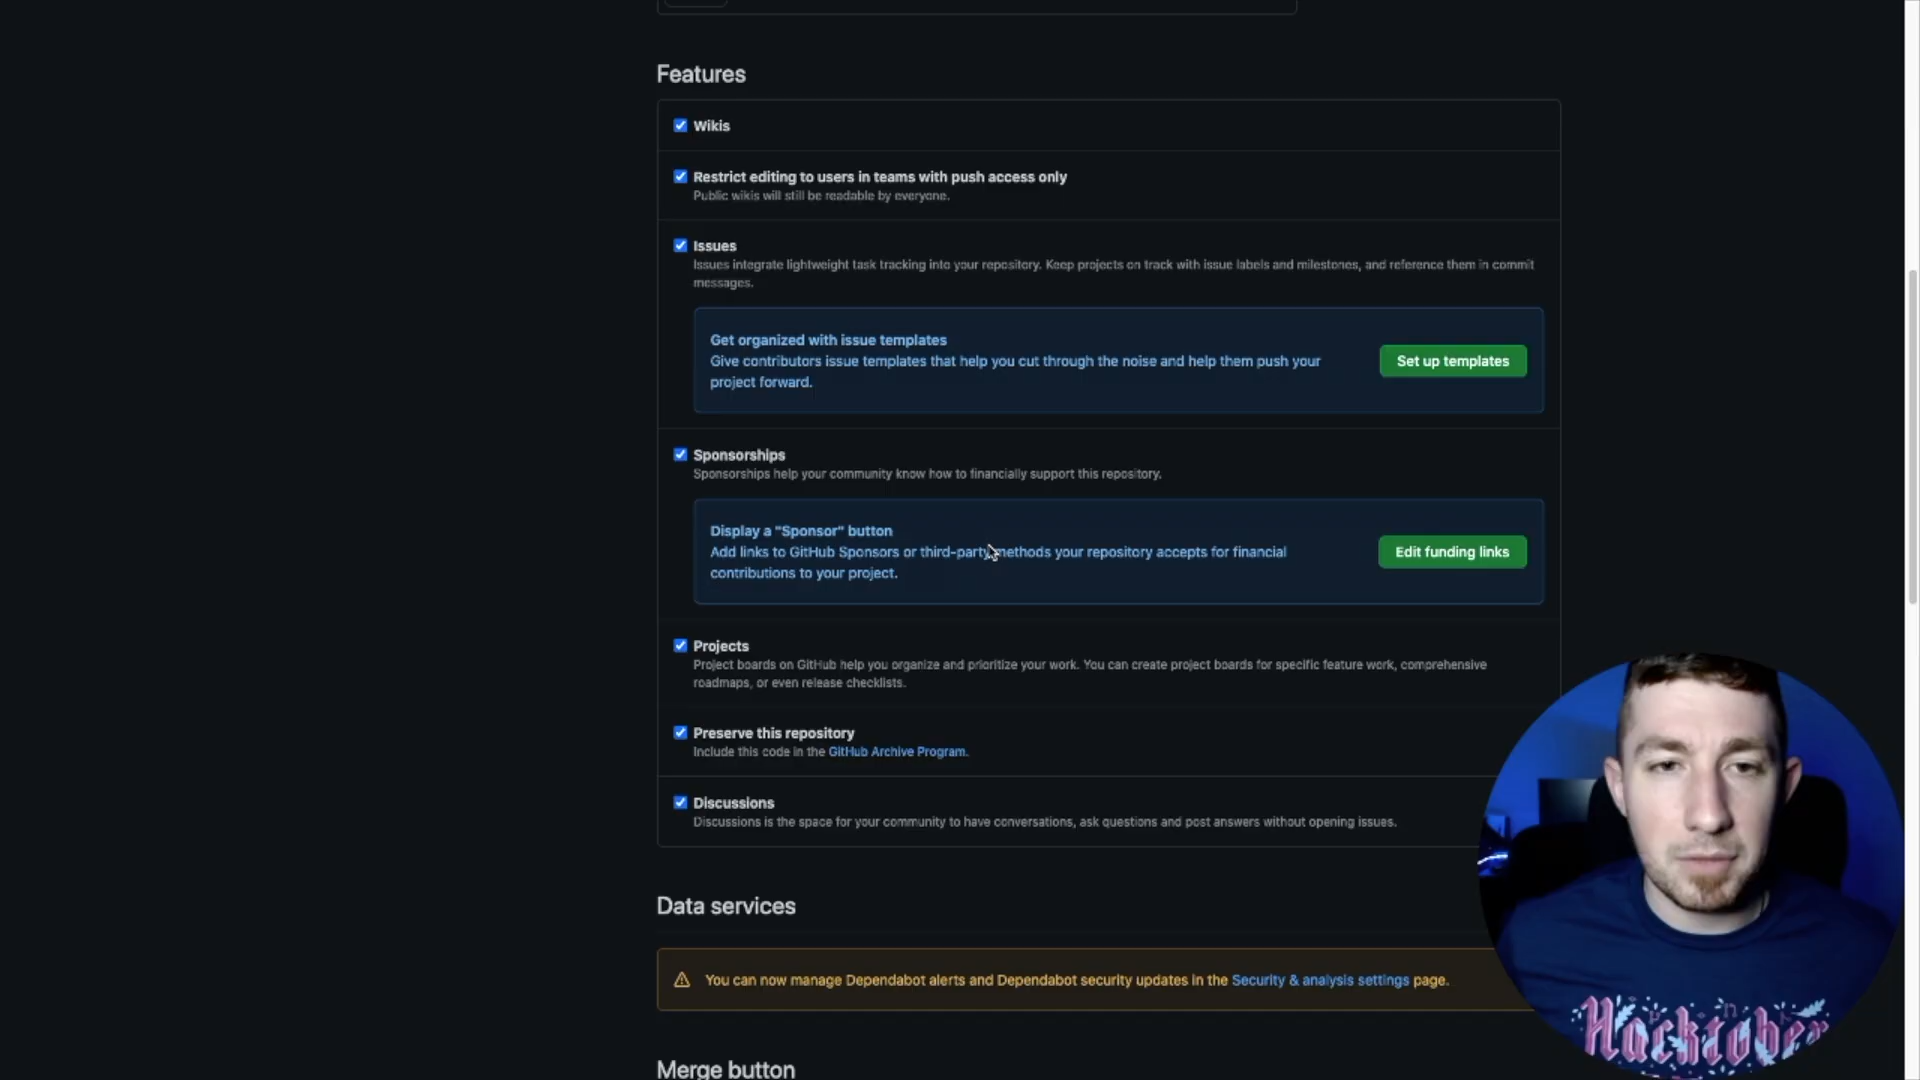 Features
Wikis
Restrict editing to users in teams with push access only
Public wikis will still be readable by everyone.
Issues
Issues integrate lightweight task tracking into your repository. Keep projects on track with issue labels and milestones, and reference them in commit
messages.
Get organized with issue templates
Give contributors issue templates that help you cut through the noise and help them push your
project forward.
Set up templates
Sponsorships
Sponsorships help your community know how to financially support this repository.
Display a "Sponsor" button
Add links to GitHub Sponsors or third-party methods your repository accepts for financial
contributions to your project.
Edit funding links
Projects
Project boards on GitHub help you organize and prioritize your work. You can create project boards for specific feature work, comprehensive
roadmaps, or even release checklists.
Preserve this repository
Include this code in the GitHub Archive Program.
Discussions
Discussions is the space for your community to have conversations, ask questions and post answers without opening issues.
Data services
You can now manage Dependabot alerts and Dependabot security updates in the Security & analysis settings page.
Merge button
Hacktober